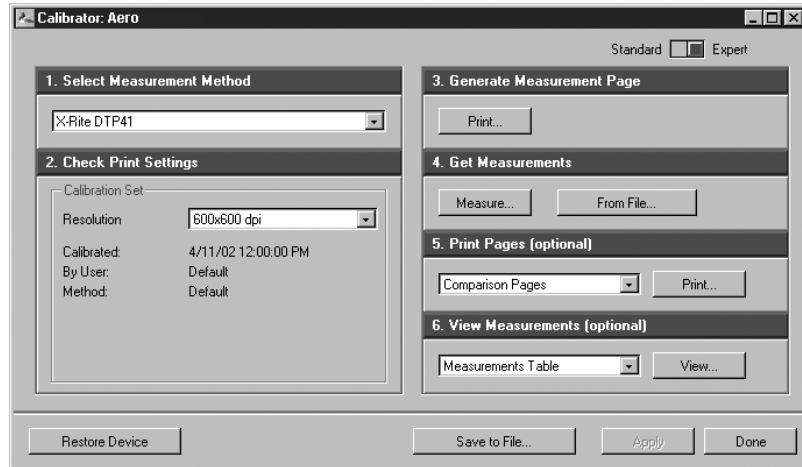 Calibrator: Aero
Standard Expert
1. Select Measurement Method
X-Rite DTP41
2. Check Print Settings
Calibration Set
Resolution 600x600 dpi
Calibrated: 4/11/02 12:00:00 PM
By User: Default
Method: Default
3. Generate Measurement Page
Print...
4. Get Measurements
Measure... From File...
5. Print Pages (optional)
Comparison Pages Print...
6. View Measurements (optional)
Measurements Table View...
Restore Device Save to File... Apply Done